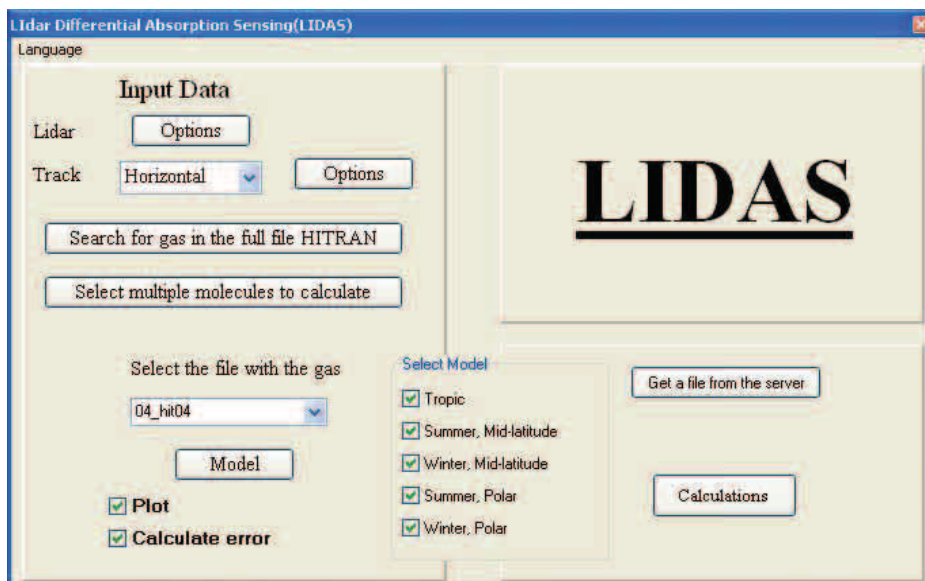 LIdar Differential Absorption Sensing(LIDAS)
Language
Input Data
Lidar Options
Track Horizontal Options
Search for gas in the full file HITRAN
Select multiple molecules to calculate
Select the file with the gas
04_hit04
Model
Plot
Calculate error
LIDAS
Select Model
Tropic
Summer, Mid-latitude
Winter, Mid-latitude
Summer, Polar
Winter, Polar
Get a file from the server
Calculations